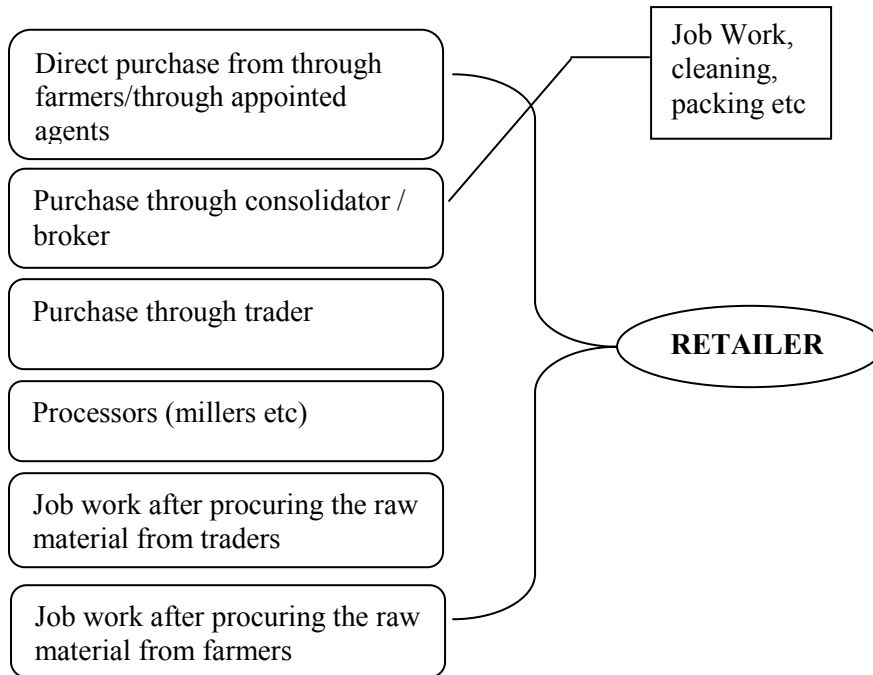 Direct purchase from through
farmers/through appointed
agents
Purchase through consolidator /
broker
Purchase through trader
Processors (millers etc)
Job work after procuring the raw
material from traders
Job work after procuring the raw
material from farmers
Job Work,
cleaning,
packing etc
RETAILER